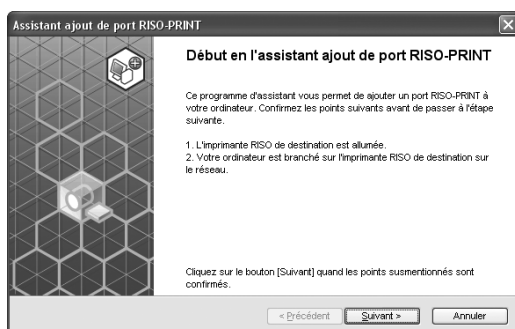 Assistant ajout de port RISO-PRINT
Début en l'assistant ajout de port RISO-PRINT
Ce programme d'assistant vous permet de ajouter un port RISO-PRINT à
votre ordinateur. Confirmez les points suivants avant de passer à l'étape
suivante.
1. L'imprimante RISO de destination est allumée.
2. Votre ordinateur est branché sur l'imprimante RISO de destination sur
le réseau.
Cliquez sur le bouton [Suivant] quand les points susmentionnés sont
confirmés.
< Précédent
Suivant >
Annuler